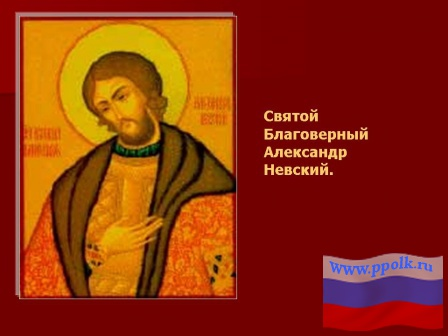 Святой
Благоверный
Александр
Невский.
www.ppolk.ru